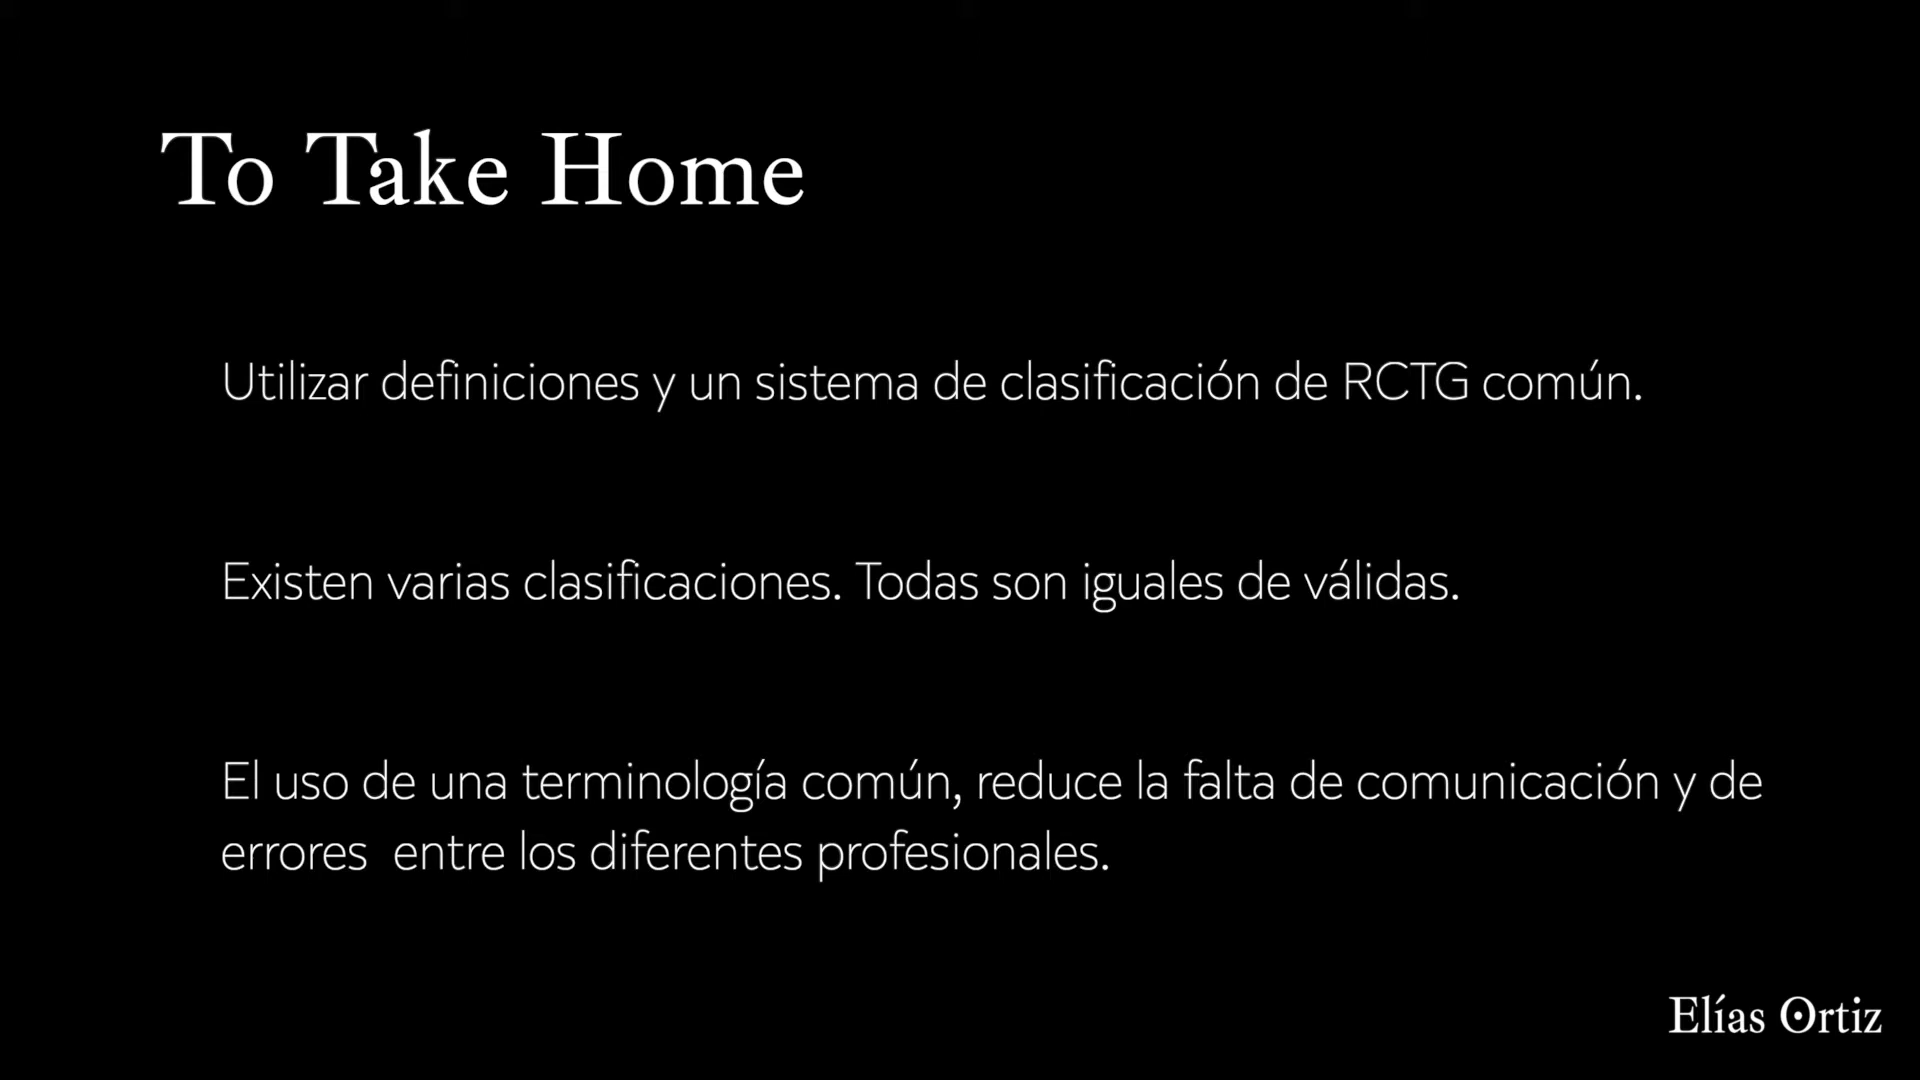 To Take Home
Utilizar definiciones y un sistema de clasificación de RCTG común.
Existen varias clasificaciones. Todas son iguales de válidas.
El uso de una terminología común, reduce la falta de comunicación y de
errores  entre los diferentes profesionales.
Elías Ortiz